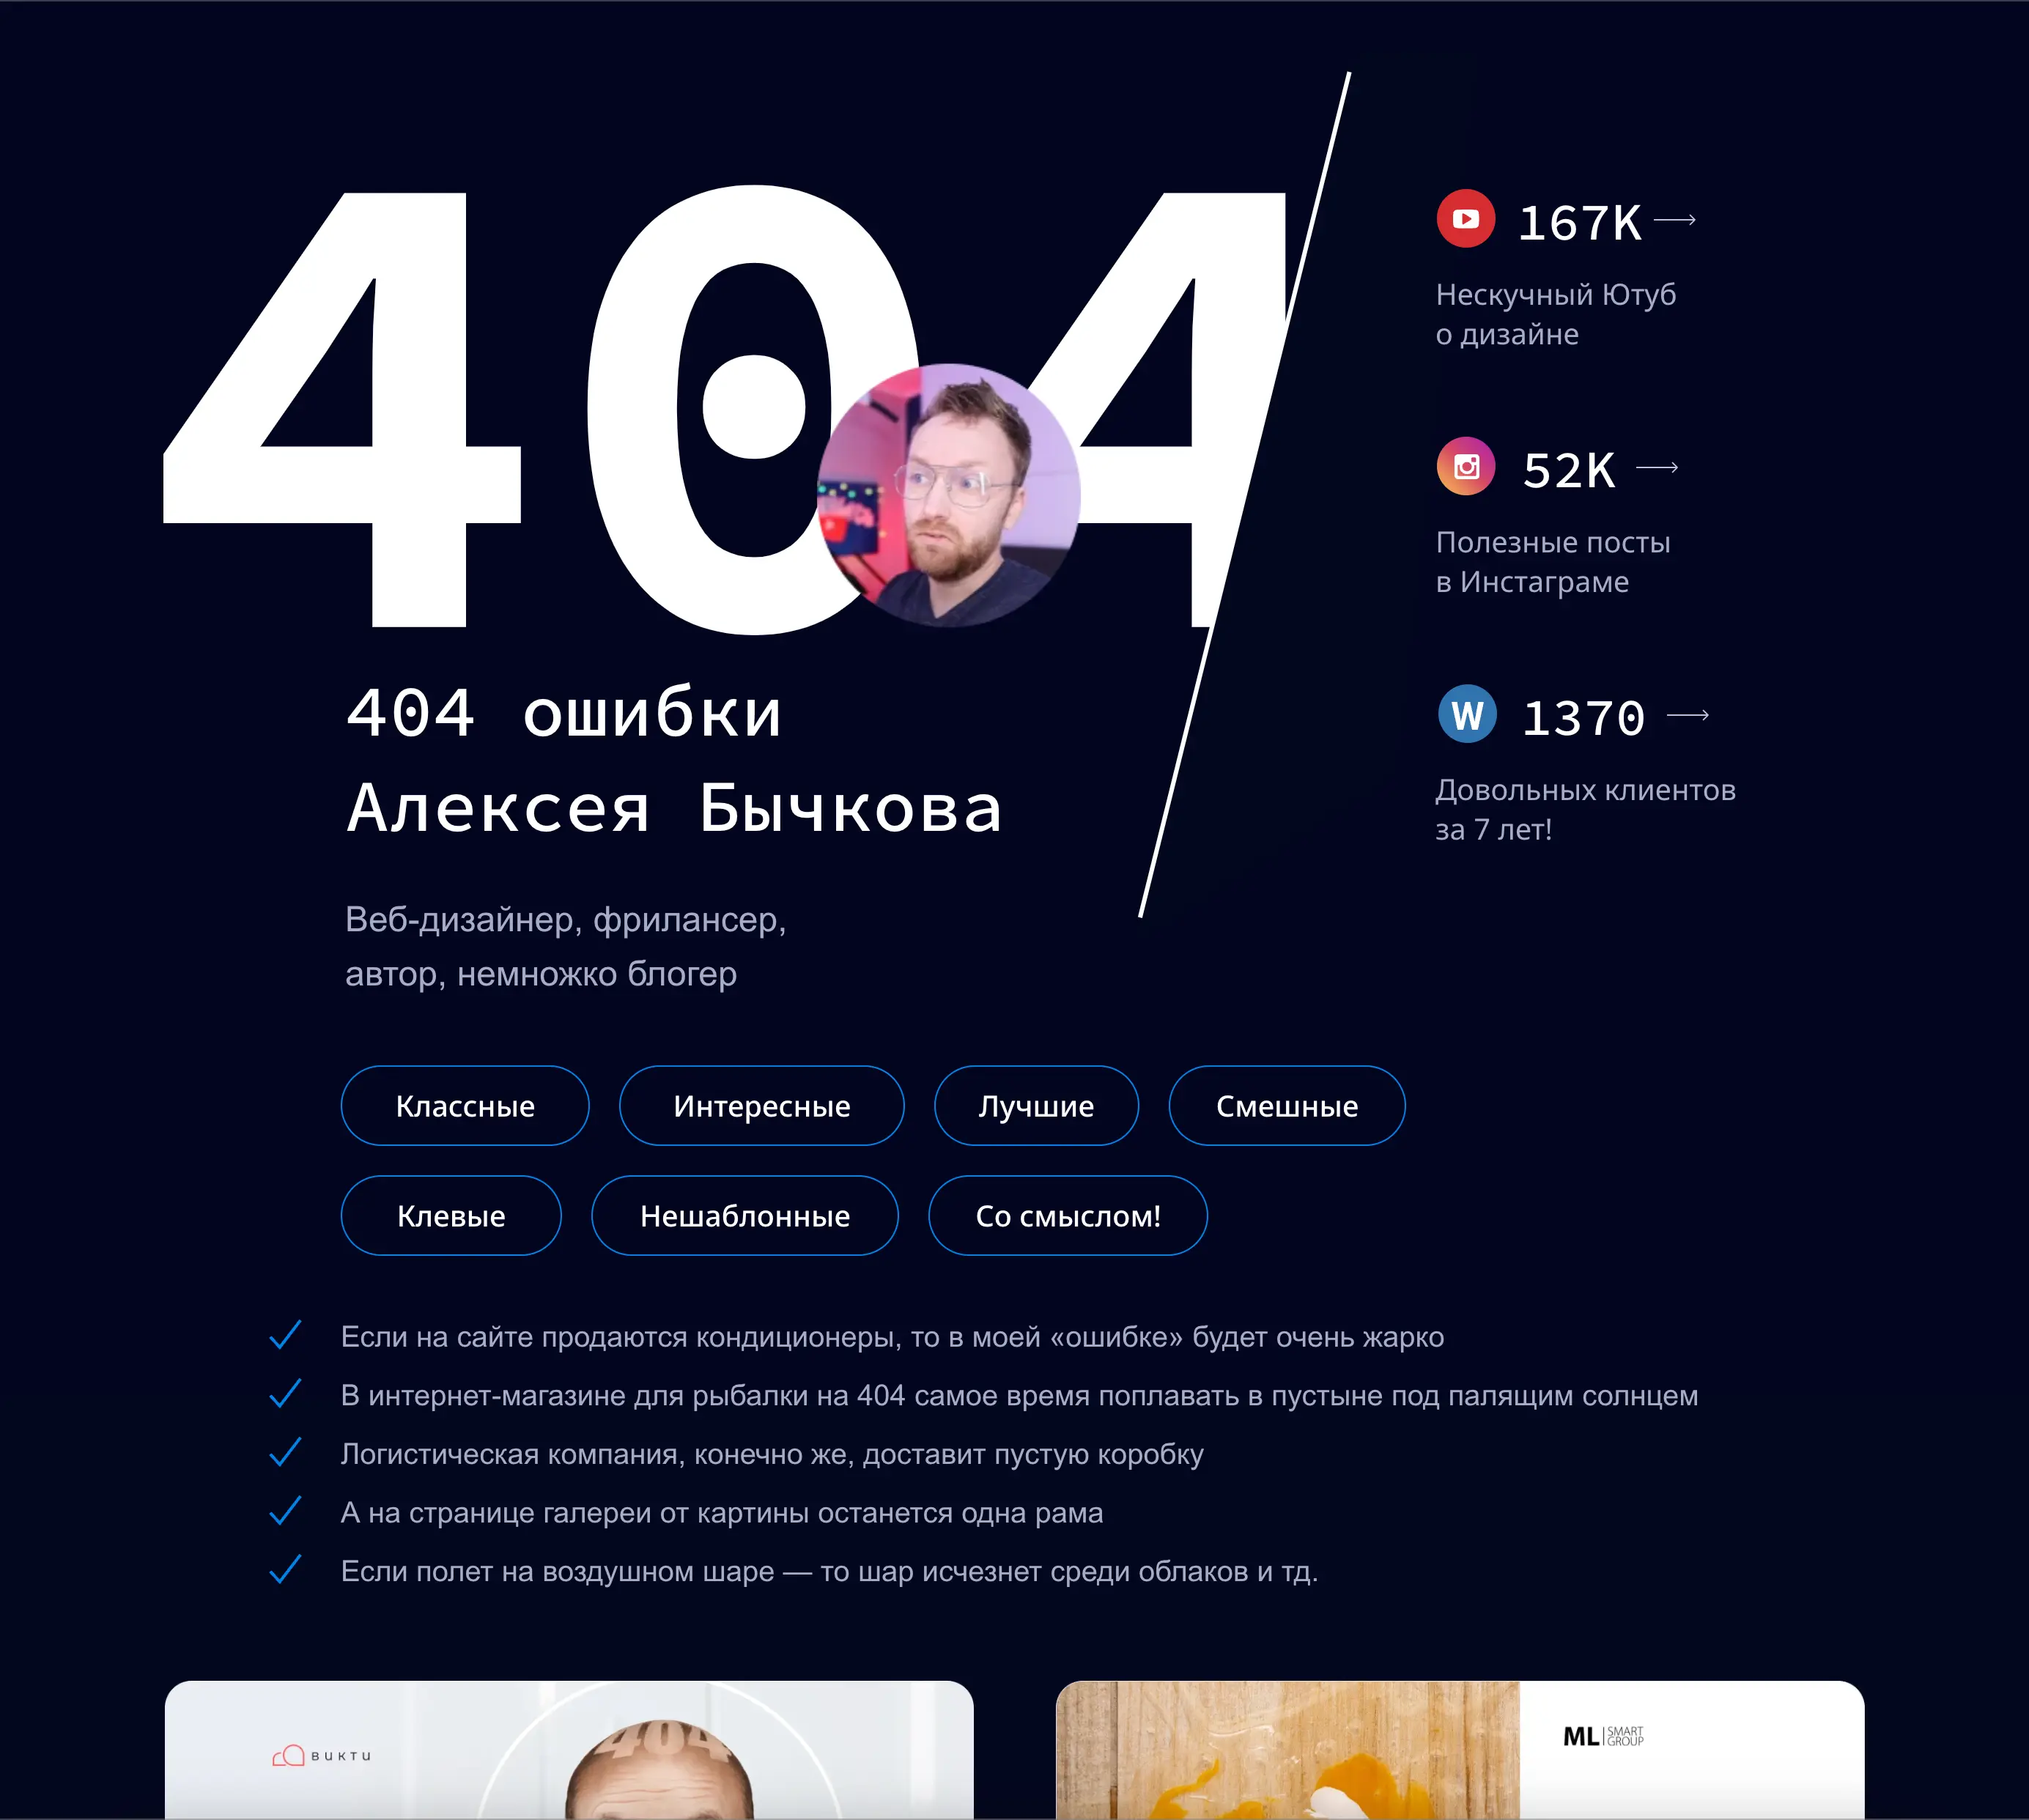 404
404 ошибки
Алексея Бычкова
Веб-дизайнер, фрилансер,
автор, немножко блогер
167K
Нескучный Ютуб
о дизайне
52K
Полезные посты
в Инстаграме
W 1370
Довольных клиентов
за 7 лет!
Классные
Интересные
Лучшие
Смешные
Клевые
Нешаблонные
Со смыслом!
Если на сайте продаются кондиционеры, то в моей «ошибке» будет очень жарко
В интернет-магазине для рыбалки на 404 самое время поплавать в пустыне под палящим солнцем
Логистическая компания, конечно же, доставит пустую коробку
А на странице галереи от картины останется одна рама
Если полет на воздушном шаре — то шар исчезнет среди облаков и тд.
ВИКТИ
404
ML SMART
GROUP